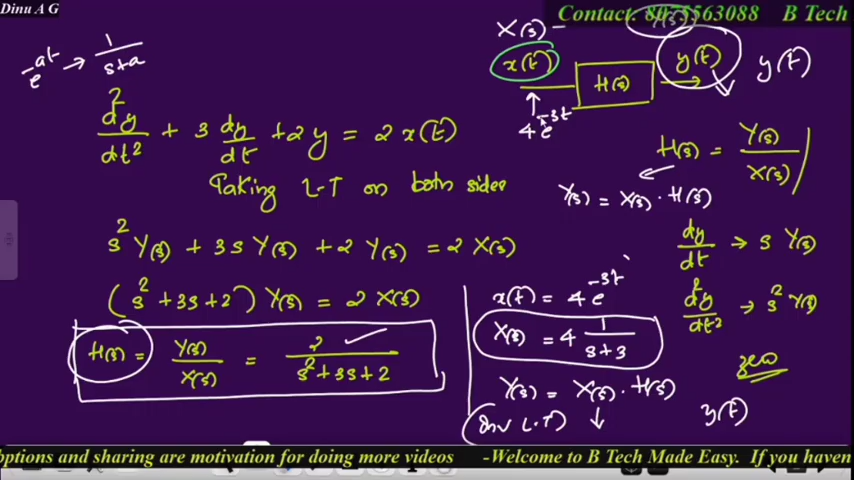 Dinu A G
Contact: 8075563088 B Tech
e^at → 1/(s+a)
X(s) -
H(s)
x(t)
H(s)
y(t)
y(t)
4e^-3t
d²y/dt² + 3 dy/dt + 2y = 2 x(t)
Taking L.T on both sides
s² Y(s) + 3s Y(s) + 2 Y(s) = 2 X(s)
(s² + 3s + 2) Y(s) = 2 X(s)
H(s) = Y(s)/X(s) = 2/(s² + 3s + 2)
H(s) = Y(s)/X(s)
Y(s) = X(s) . H(s)
dy/dt → s Y(s)
d²y/dt² → s² Y(s)
zero
x(t) = 4 e^-3t
X(s) = 4 1/(s+3)
Y(s) = X(s) . H(s)
Inv L.T) ↓
y(t)
options and sharing are motivation for doing more videos -Welcome to B Tech Made Easy. If you haven